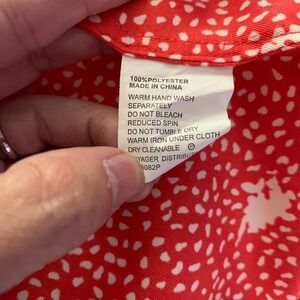 100%POLYESTER
MADE IN CHINA
WARM HAND WASH
SEPARATELY
DO NOT BLEACH
REDUCED SPIN
DO NOT TUMBLE DRY
WARM IRON UNDER CLOTH
DRY CLEANABLE Ⓟ